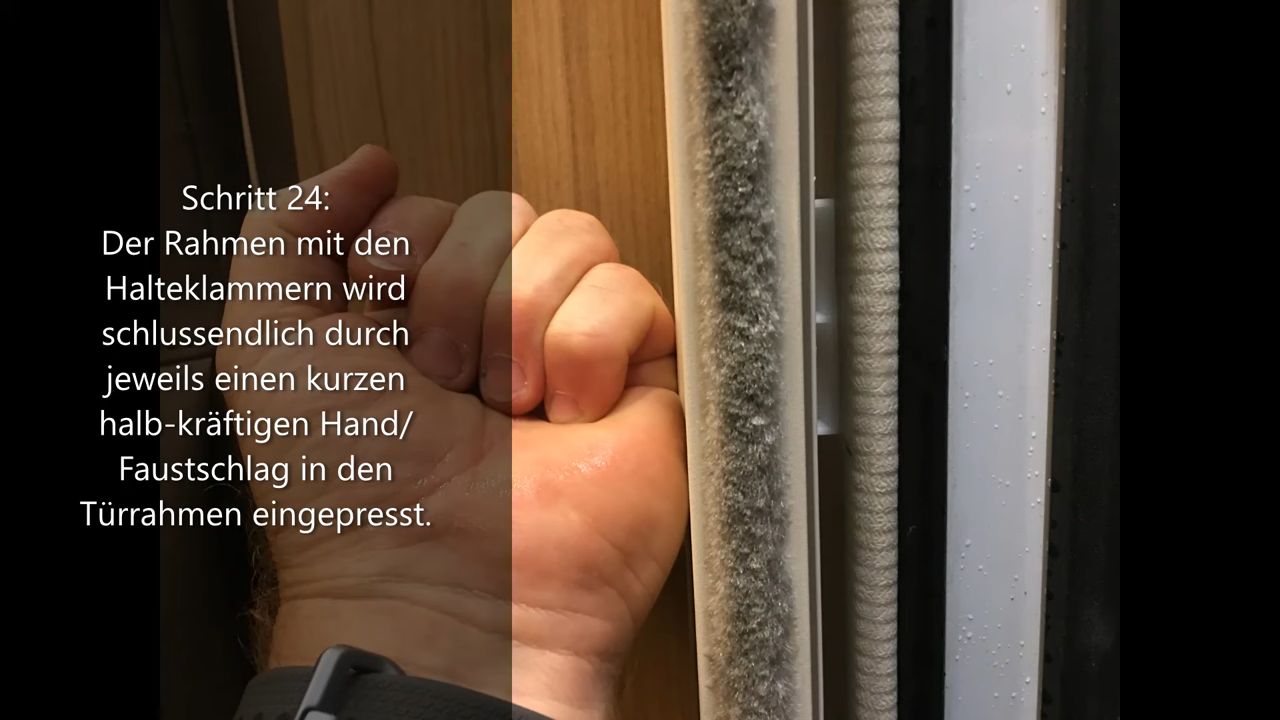 Schritt 24:
Der Rahmen mit den
Halteklammern wird
schlussendlich durch
jeweils einen kurzen
halb-kräftigen Hand/
Faustschlag in den
Türrahmen eingepresst.